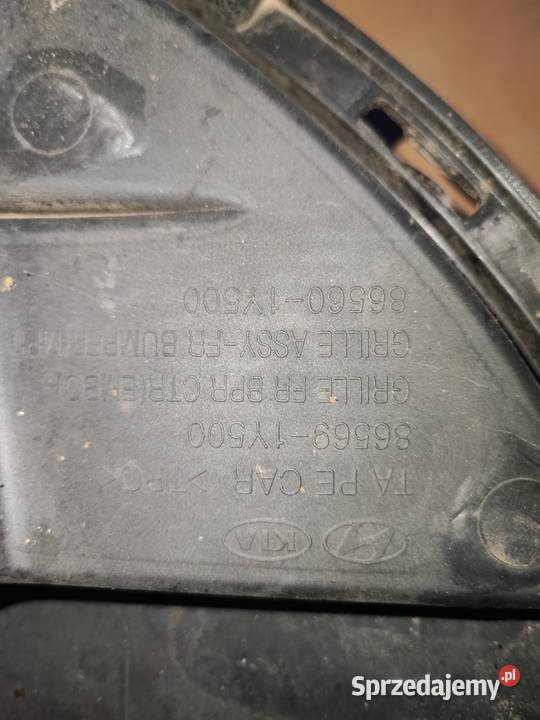 KIA
TA PE CAR >TPO<
86569-1Y500
GRILLE FR BPR CTR(EMBO
GRILLE ASSY-FR BUMPER
86560-1Y500
Sprzedajemy.pl